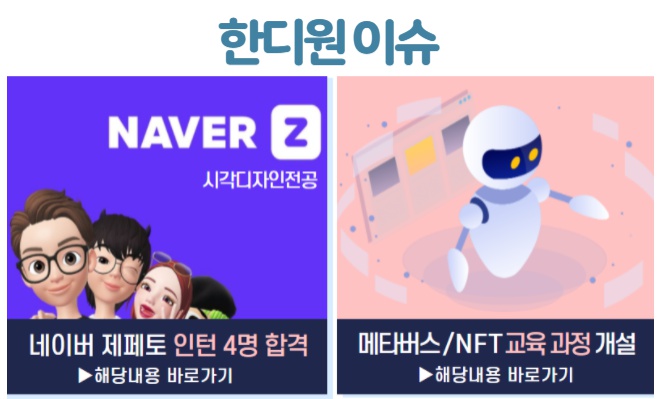 한디원 이슈
NAVER Z
시각디자인전공
네이버 제페토 인턴 4명 합격
▶해당내용 바로가기
메타버스/NFT교육 과정 개설
▶해당내용 바로가기